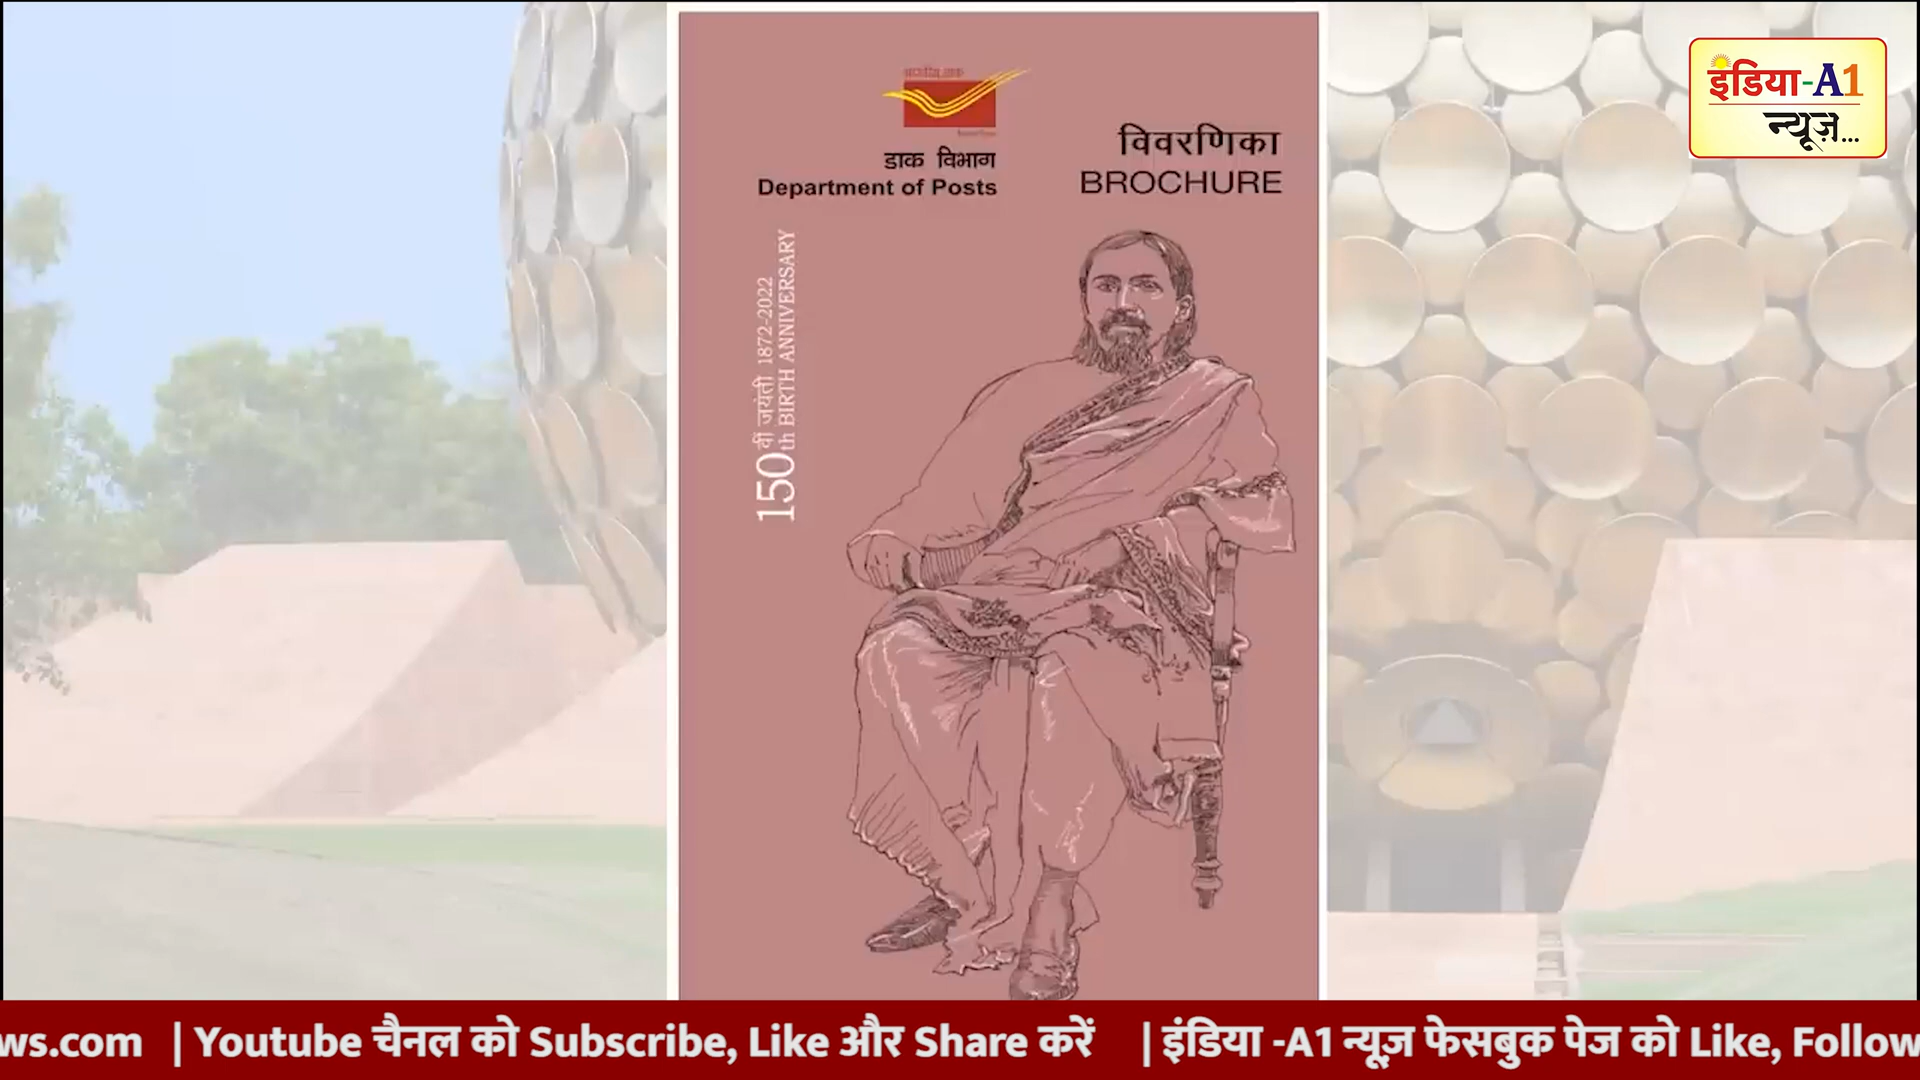 डाक विभाग
Department of Posts
विवरणिका
BROCHURE
150वीं जयंती 1872-2022
th BIRTH ANNIVERSARY
इंडिया-A1
न्यूज़...
ws.com | Youtube चैनल को Subscribe, Like और Share करें | इंडिया -A1 न्यूज़ फेसबुक पेज को Like, Follow